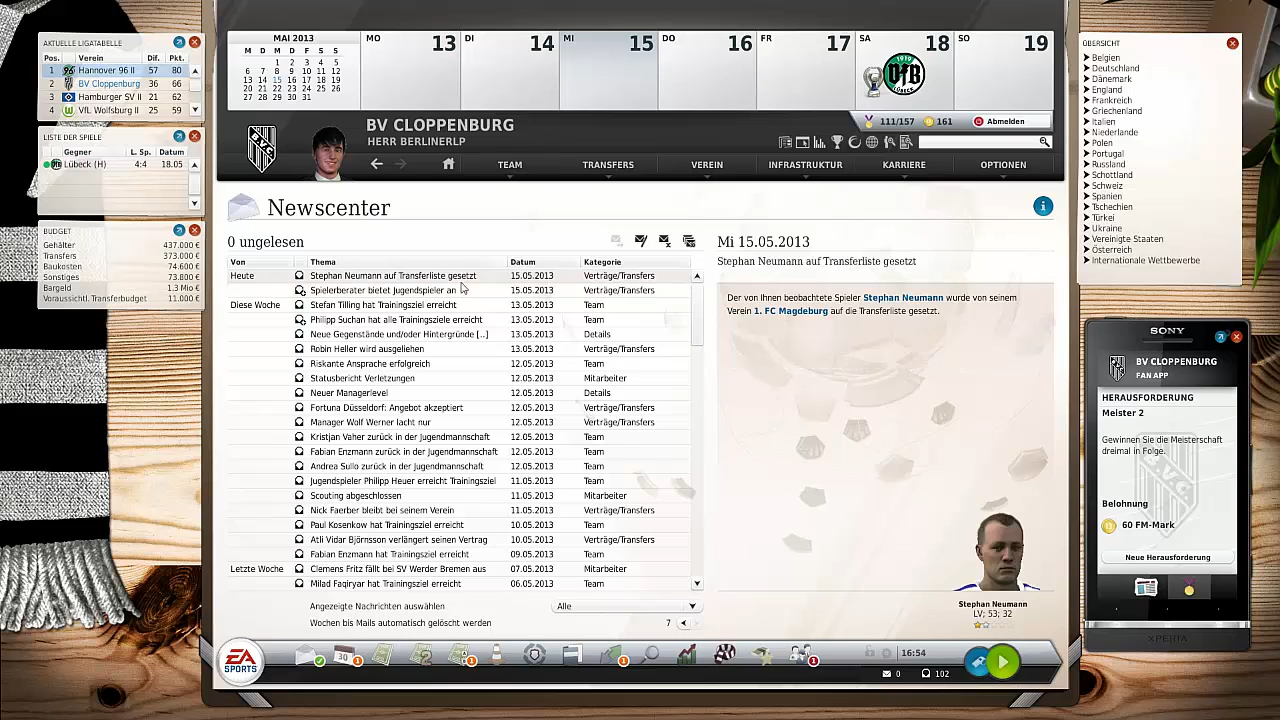 AKTUELLE LIGATABELLE
Pos. Verein Dif. Pkt.
1 Hannover 96 II 57 80
2 BV Cloppenburg 36 66
3 Hamburger SV II 21 62
4 VfL Wolfsburg II 25 59
LISTE DER SPIELE
Gegner L. Sp. Datum
Lübeck (H) 4:4 18.05
BUDGET
Gehälter 437.000 €
Transfers 373.000 €
Baukosten 74.600 €
Sonstiges 73.800 €
Bargeld 1.3 Mio €
Voraussichtl. Transferbudget 11.000 €
MAI 2013
M D M D F S S
1 2 3 4 5
6 7 8 9 10 11 12
13 14 15 16 17 18 19
20 21 22 23 24 25 26
27 28 29 30 31
MO 13 DI 14 MI 15 DO 16 FR 17 SA 18 SO 19
1919
VfB
LÜBECK
BV CLOPPENBURG
HERR BERLINERLP
111/157 161 Abmelden
TEAM TRANSFERS VEREIN INFRASTRUKTUR KARRIERE OPTIONEN
Newscenter
0 ungelesen
Von Thema Datum Kategorie
Heute Stephan Neumann auf Transferliste gesetzt 15.05.2013 Verträge/Transfers
Spielerberater bietet Jugendspieler an 15.05.2013 Verträge/Transfers
Diese Woche Stefan Tilling hat Trainingsziel erreicht 13.05.2013 Team
Philipp Suchan hat alle Trainingsziele erreicht 13.05.2013 Team
Neue Gegenstände und/oder Hintergründe [..] 13.05.2013 Details
Robin Heller wird ausgeliehen 13.05.2013 Verträge/Transfers
Riskante Ansprache erfolgreich 12.05.2013 Team
Statusbericht Verletzungen 12.05.2013 Mitarbeiter
Neuer Managerlevel 12.05.2013 Details
Fortuna Düsseldorf: Angebot akzeptiert 12.05.2013 Verträge/Transfers
Manager Wolf Werner lacht nur 12.05.2013 Verträge/Transfers
Kristjan Vaher zurück in der Jugendmannschaft 12.05.2013 Team
Fabian Enzmann zurück in der Jugendmannschaft 12.05.2013 Team
Andrea Sullo zurück in der Jugendmannschaft 12.05.2013 Team
Jugendspieler Philipp Heuer erreicht Trainingsziel 11.05.2013 Team
Scouting abgeschlossen 11.05.2013 Mitarbeiter
Nick Faerber bleibt bei seinem Verein 11.05.2013 Verträge/Transfers
Paul Kosenkow hat Trainingsziel erreicht 10.05.2013 Team
Atli Vidar Björnsson verlängert seinen Vertrag 10.05.2013 Verträge/Transfers
Fabian Enzmann hat Trainingsziel erreicht 09.05.2013 Team
Letzte Woche Clemens Fritz fällt bei SV Werder Bremen aus 07.05.2013 Mitarbeiter
Milad Faqiryar hat Trainingsziel erreicht 06.05.2013 Team
Angezeigte Nachrichten auswählen Alle
Wochen bis Mails automatisch gelöscht werden 7
Mi 15.05.2013
Stephan Neumann auf Transferliste gesetzt
Der von Ihnen beobachtete Spieler Stephan Neumann wurde von seinem
Verein 1. FC Magdeburg auf die Transferliste gesetzt.
Stephan Neumann
LV; 53; 32
EA
SPORTS
30 1 2 1 1 1
16:54
0 102
ÜBERSICHT
Belgien
Deutschland
Dänemark
England
Frankreich
Griechenland
Italien
Niederlande
Polen
Portugal
Russland
Schottland
Schweiz
Spanien
Tschechien
Türkei
Ukraine
Vereinigte Staaten
Österreich
Internationale Wettbewerbe
SONY
BV CLOPPENBURG
FAN APP
HERAUSFORDERUNG
Meister 2
Gewinnen Sie die Meisterschaft
dreimal in Folge.
Belohnung
60 FM-Mark
Neue Herausforderung
XPERIA